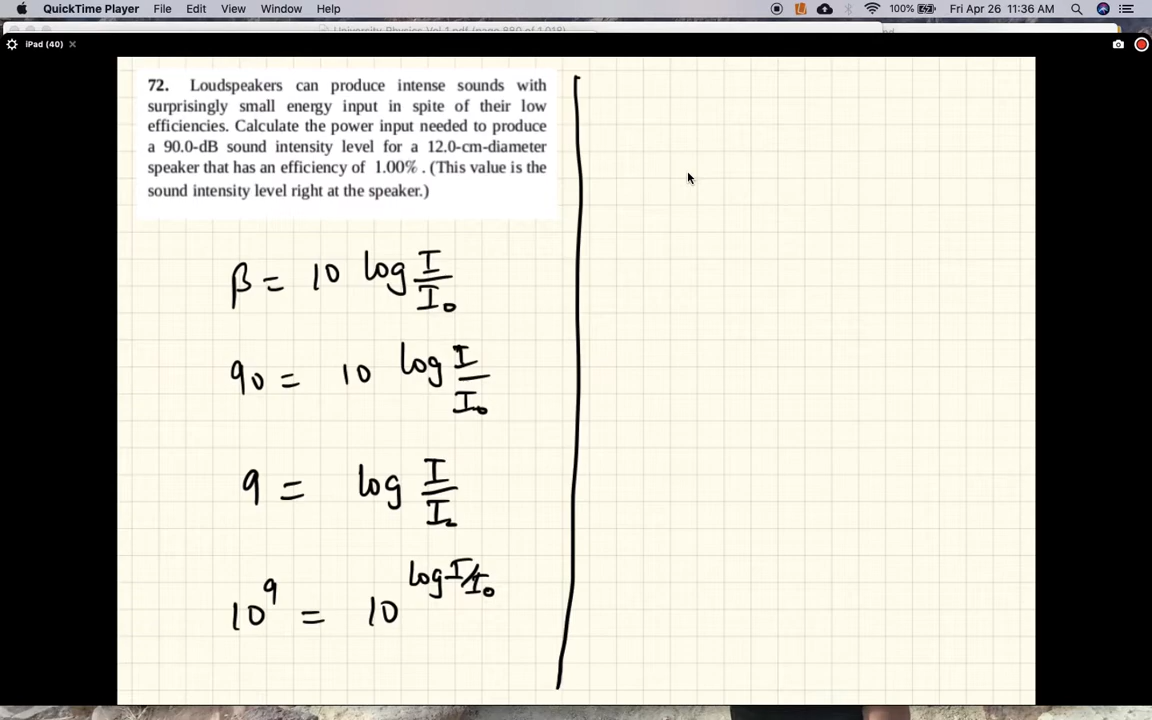 QuickTime Player File Edit View Window Help 100% Fri Apr 26 11:36 AM
iPad (40)
72. Loudspeakers can produce intense sounds with
surprisingly small energy input in spite of their low
efficiencies. Calculate the power input needed to produce
a 90.0-dB sound intensity level for a 12.0-cm-diameter
speaker that has an efficiency of 1.00% . (This value is the
sound intensity level right at the speaker.)
β = 10 log I/I₀
90 = 10 log I/I₀
9 = log I/I₀
10^9 = 10^(log I/I₀)